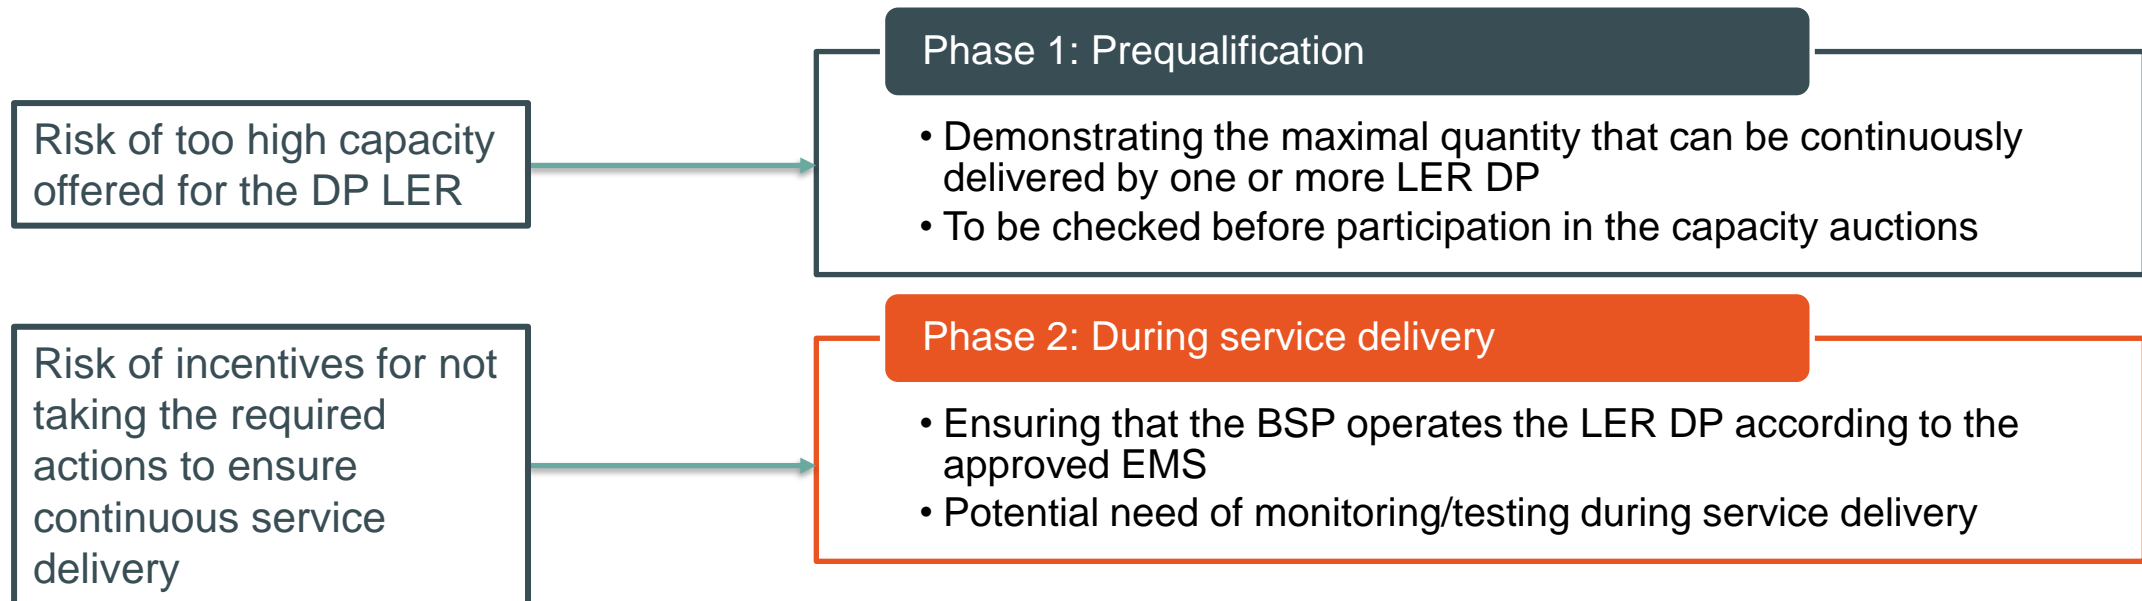 Risk of too high capacity
offered for the DP LER
Phase 1: Prequalification
• Demonstrating the maximal quantity that can be continuously
delivered by one or more LER DP
• To be checked before participation in the capacity auctions
Risk of incentives for not
taking the required
actions to ensure
continuous service
delivery
Phase 2: During service delivery
• Ensuring that the BSP operates the LER DP according to the
approved EMS
• Potential need of monitoring/testing during service delivery